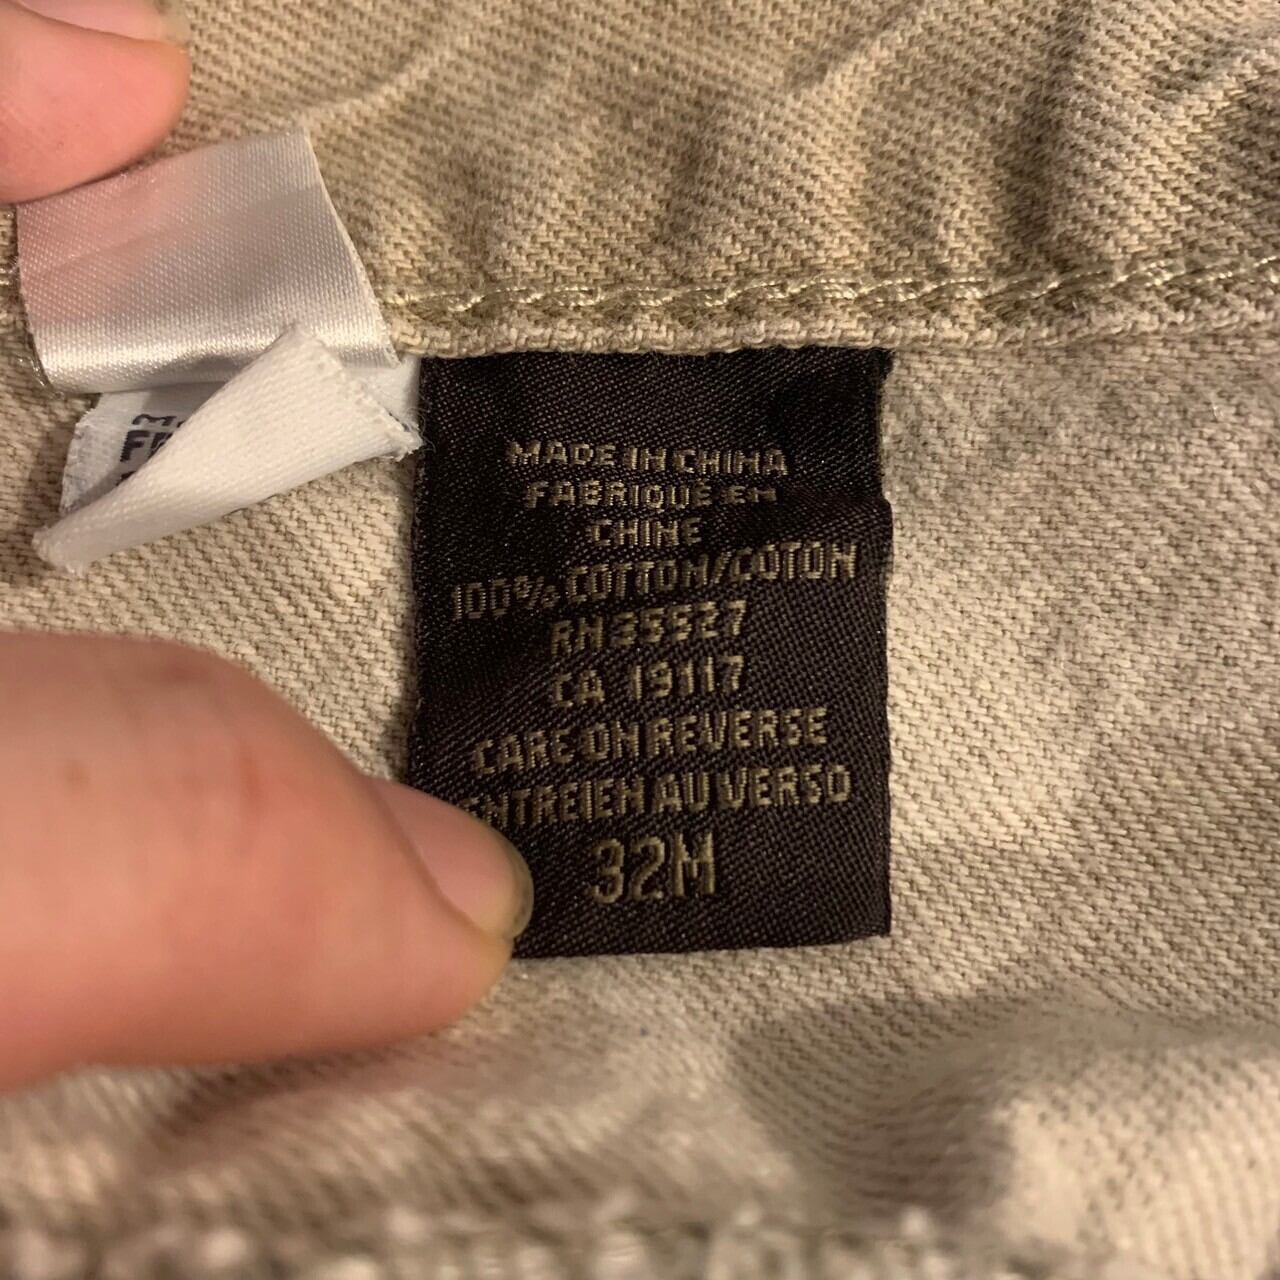 MADE IN CHINA
FABRIQUÉ EN
CHINE
100% COTTON/COTON
RN 35527
CA 19117
CARE ON REVERSE
ENTREIEN AU VERSO
32M